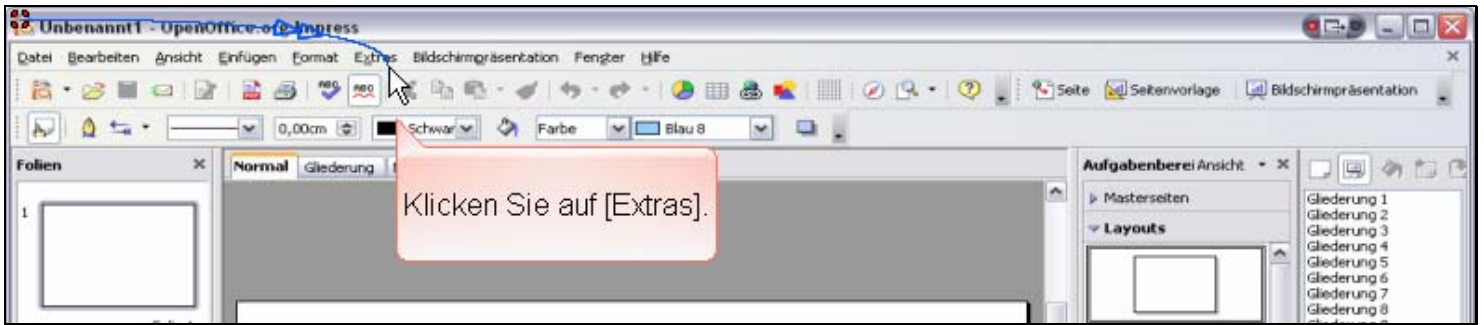 Unbenannt1 - OpenOffice.org Impress
Datei Bearbeiten Ansicht Einfügen Format Extras Bildschirmpräsentation Fenster Hilfe
Seite Seitenvorlage Bildschirmpräsentation
0,00cm Schwar Farbe Blau 8
Folien
Normal Gliederung
Aufgabenberei Ansicht
Klicken Sie auf [Extras].
Masterseiten
Layouts
1
Gliederung 1
Gliederung 2
Gliederung 3
Gliederung 4
Gliederung 5
Gliederung 6
Gliederung 7
Gliederung 8